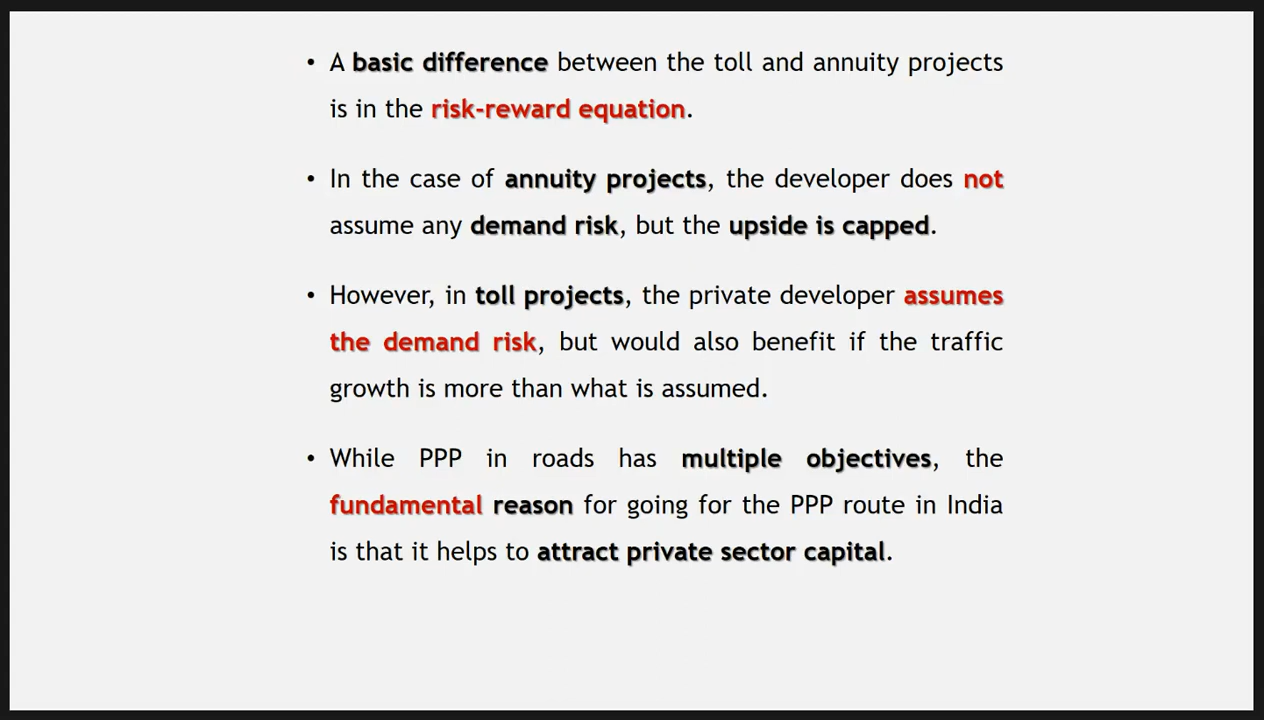 • A basic difference between the toll and annuity projects
is in the risk-reward equation.
• In the case of annuity projects, the developer does not
assume any demand risk, but the upside is capped.
• However, in toll projects, the private developer assumes
the demand risk, but would also benefit if the traffic
growth is more than what is assumed.
• While PPP in roads has multiple objectives, the
fundamental reason for going for the PPP route in India
is that it helps to attract private sector capital.